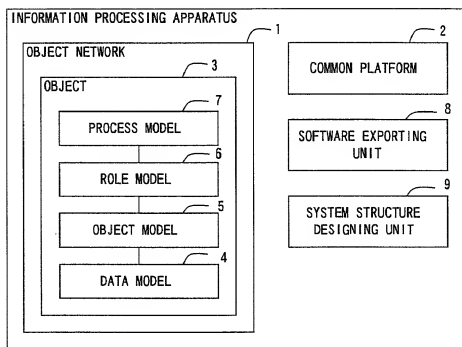 INFORMATION PROCESSING APPARATUS
1
OBJECT NETWORK
3
OBJECT
7
PROCESS MODEL
6
ROLE MODEL
5
OBJECT MODEL
4
DATA MODEL
2
COMMON PLATFORM
8
SOFTWARE EXPORTING
UNIT
9
SYSTEM STRUCTURE
DESIGNING UNIT